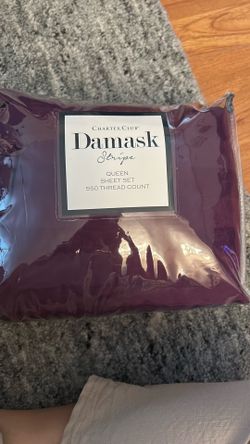 CHARTER CLUB
Damask
Stripe
QUEEN
SHEET SET
550 THREAD COUNT